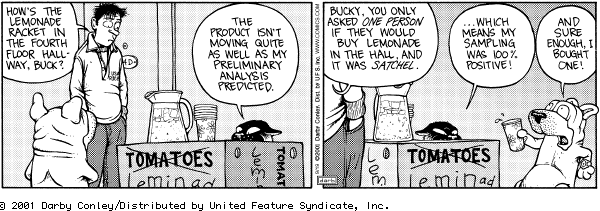 HOW'S THE
LEMONADE
RACKET IN
THE FOURTH
FLOOR HALL-
WAY, BUCK?
THE
PRODUCT ISN'T
MOVING QUITE
AS WELL AS MY
PRELIMINARY
ANALYSIS
PREDICTED.
TOMATOES
leminad
Lem
TOMAT
©2001 Darby Conley/Dist. by U.F.S., Inc. WWW.COMICS.COM
darb
BUCKY, YOU ONLY
ASKED ONE PERSON
IF THEY WOULD
BUY LEMONADE
IN THE HALL, AND
IT WAS SATCHEL.
...WHICH
MEANS MY
SAMPLING
WAS 100%
POSITIVE!
AND
SURE
ENOUGH, I
BOUGHT
ONE!
Lem
TOMATOES
leminad
© 2001 Darby Conley/Distributed by United Feature Syndicate, Inc.